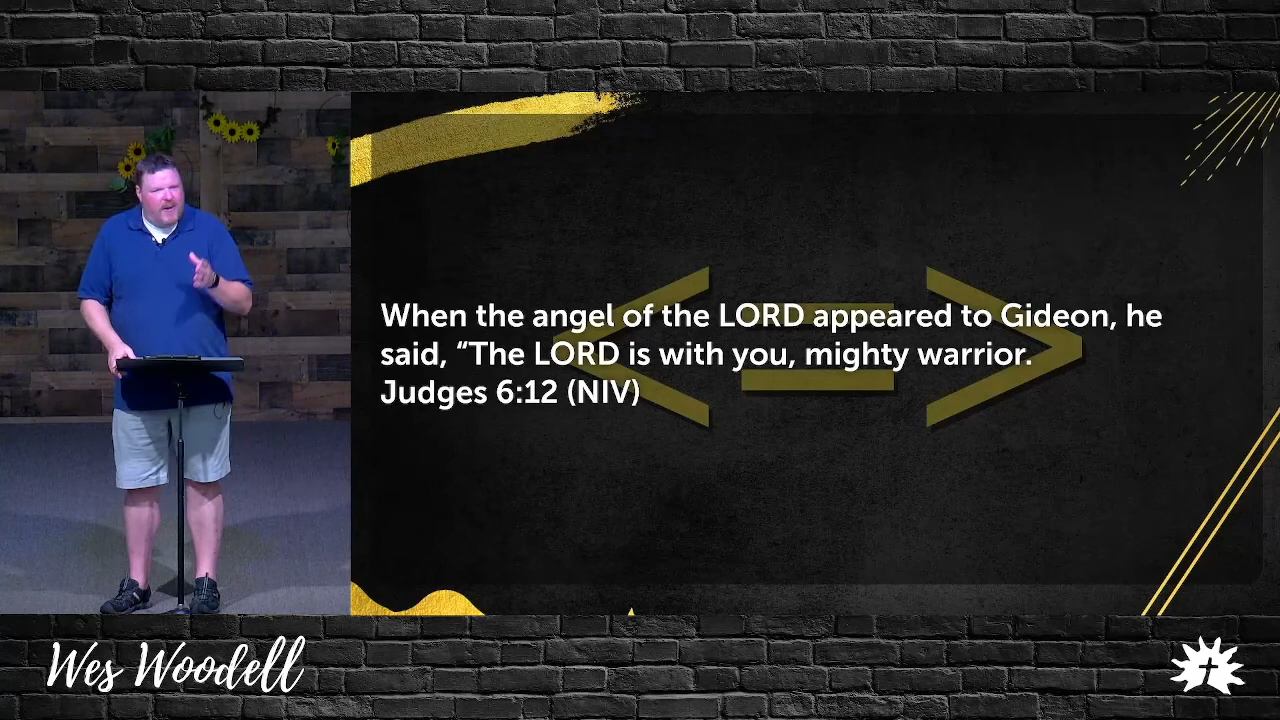 When the angel of the LORD appeared to Gideon, he
said, “The LORD is with you, mighty warrior.
Judges 6:12 (NIV)
Wes Woodell